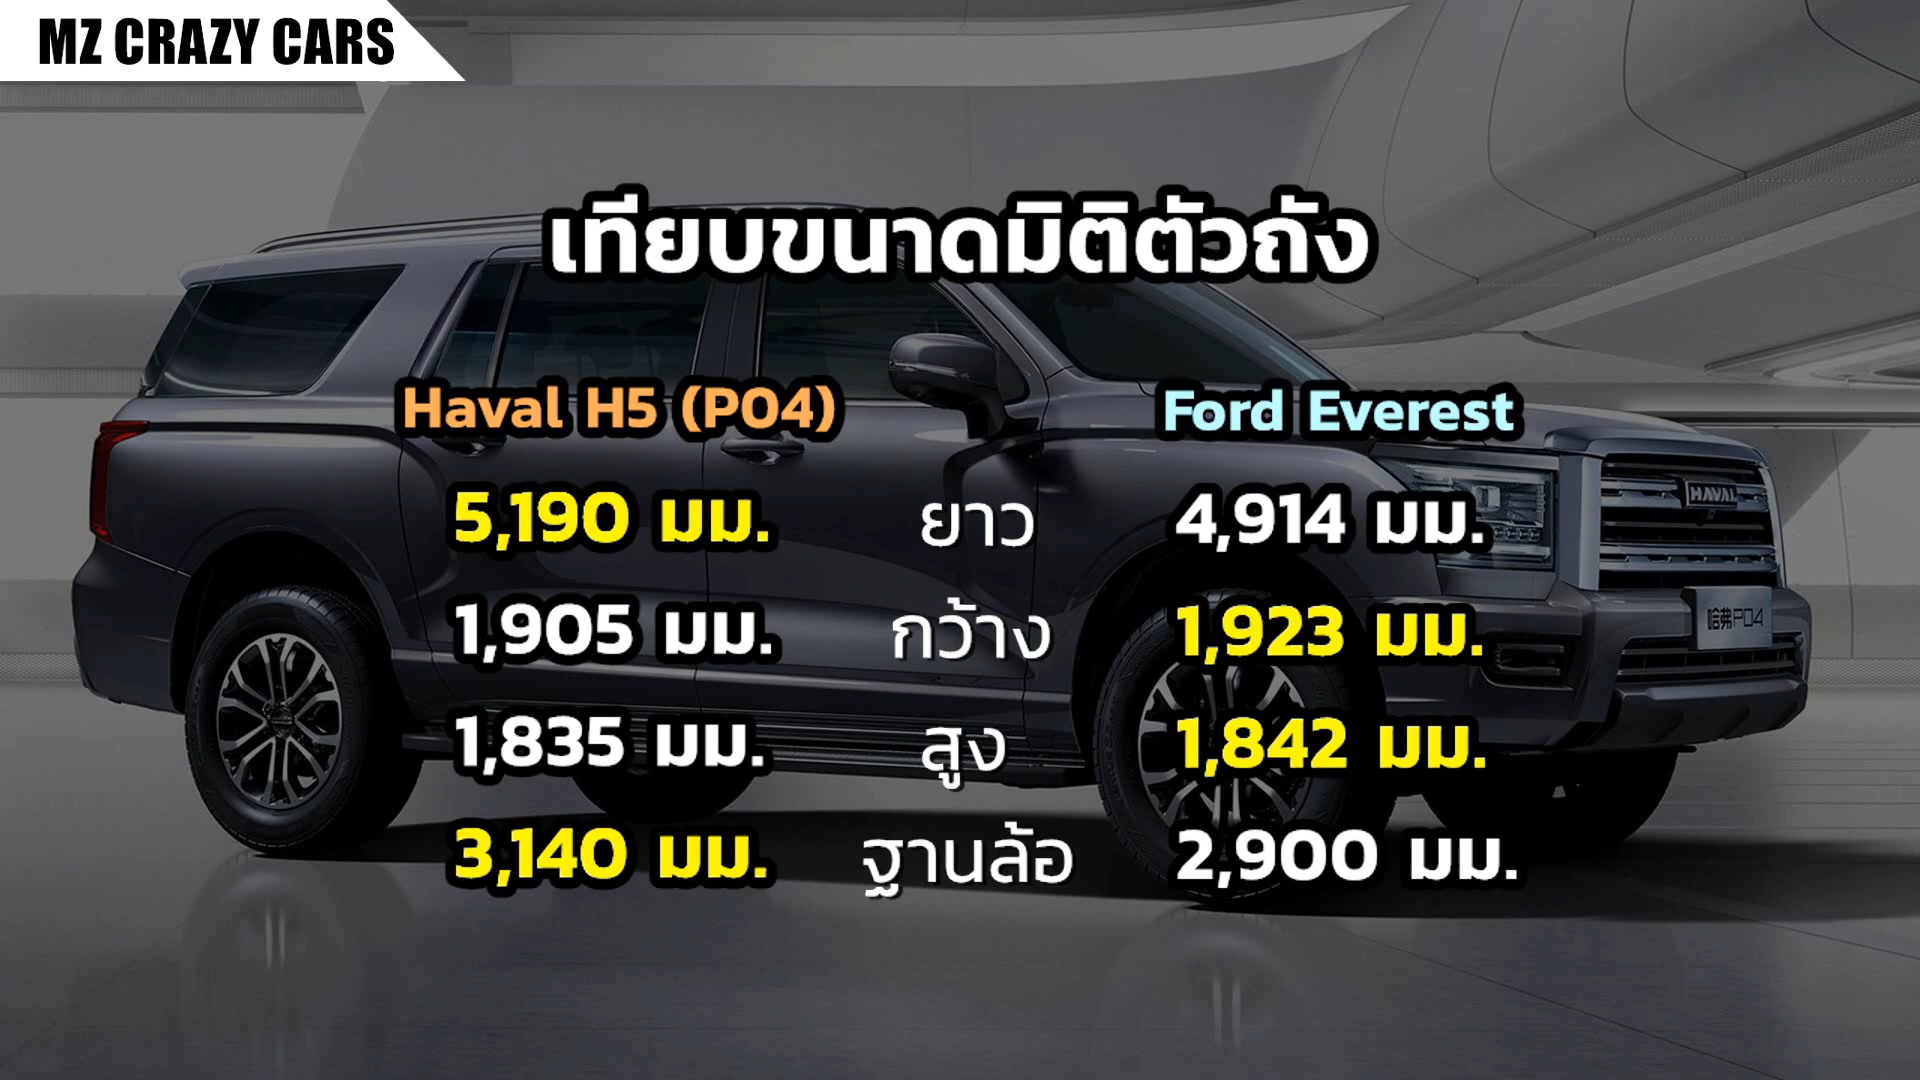 MZ CRAZY CARS
เทียบขนาดมิติตัวถัง
Haval H5 (P04) Ford Everest
5,190 มม. ยาว 4,914 มม.
1,905 มม. กว้าง 1,923 มม.
1,835 มม. สูง 1,842 มม.
3,140 มม. ฐานล้อ 2,900 มม.
HAVAL
哈弗P04